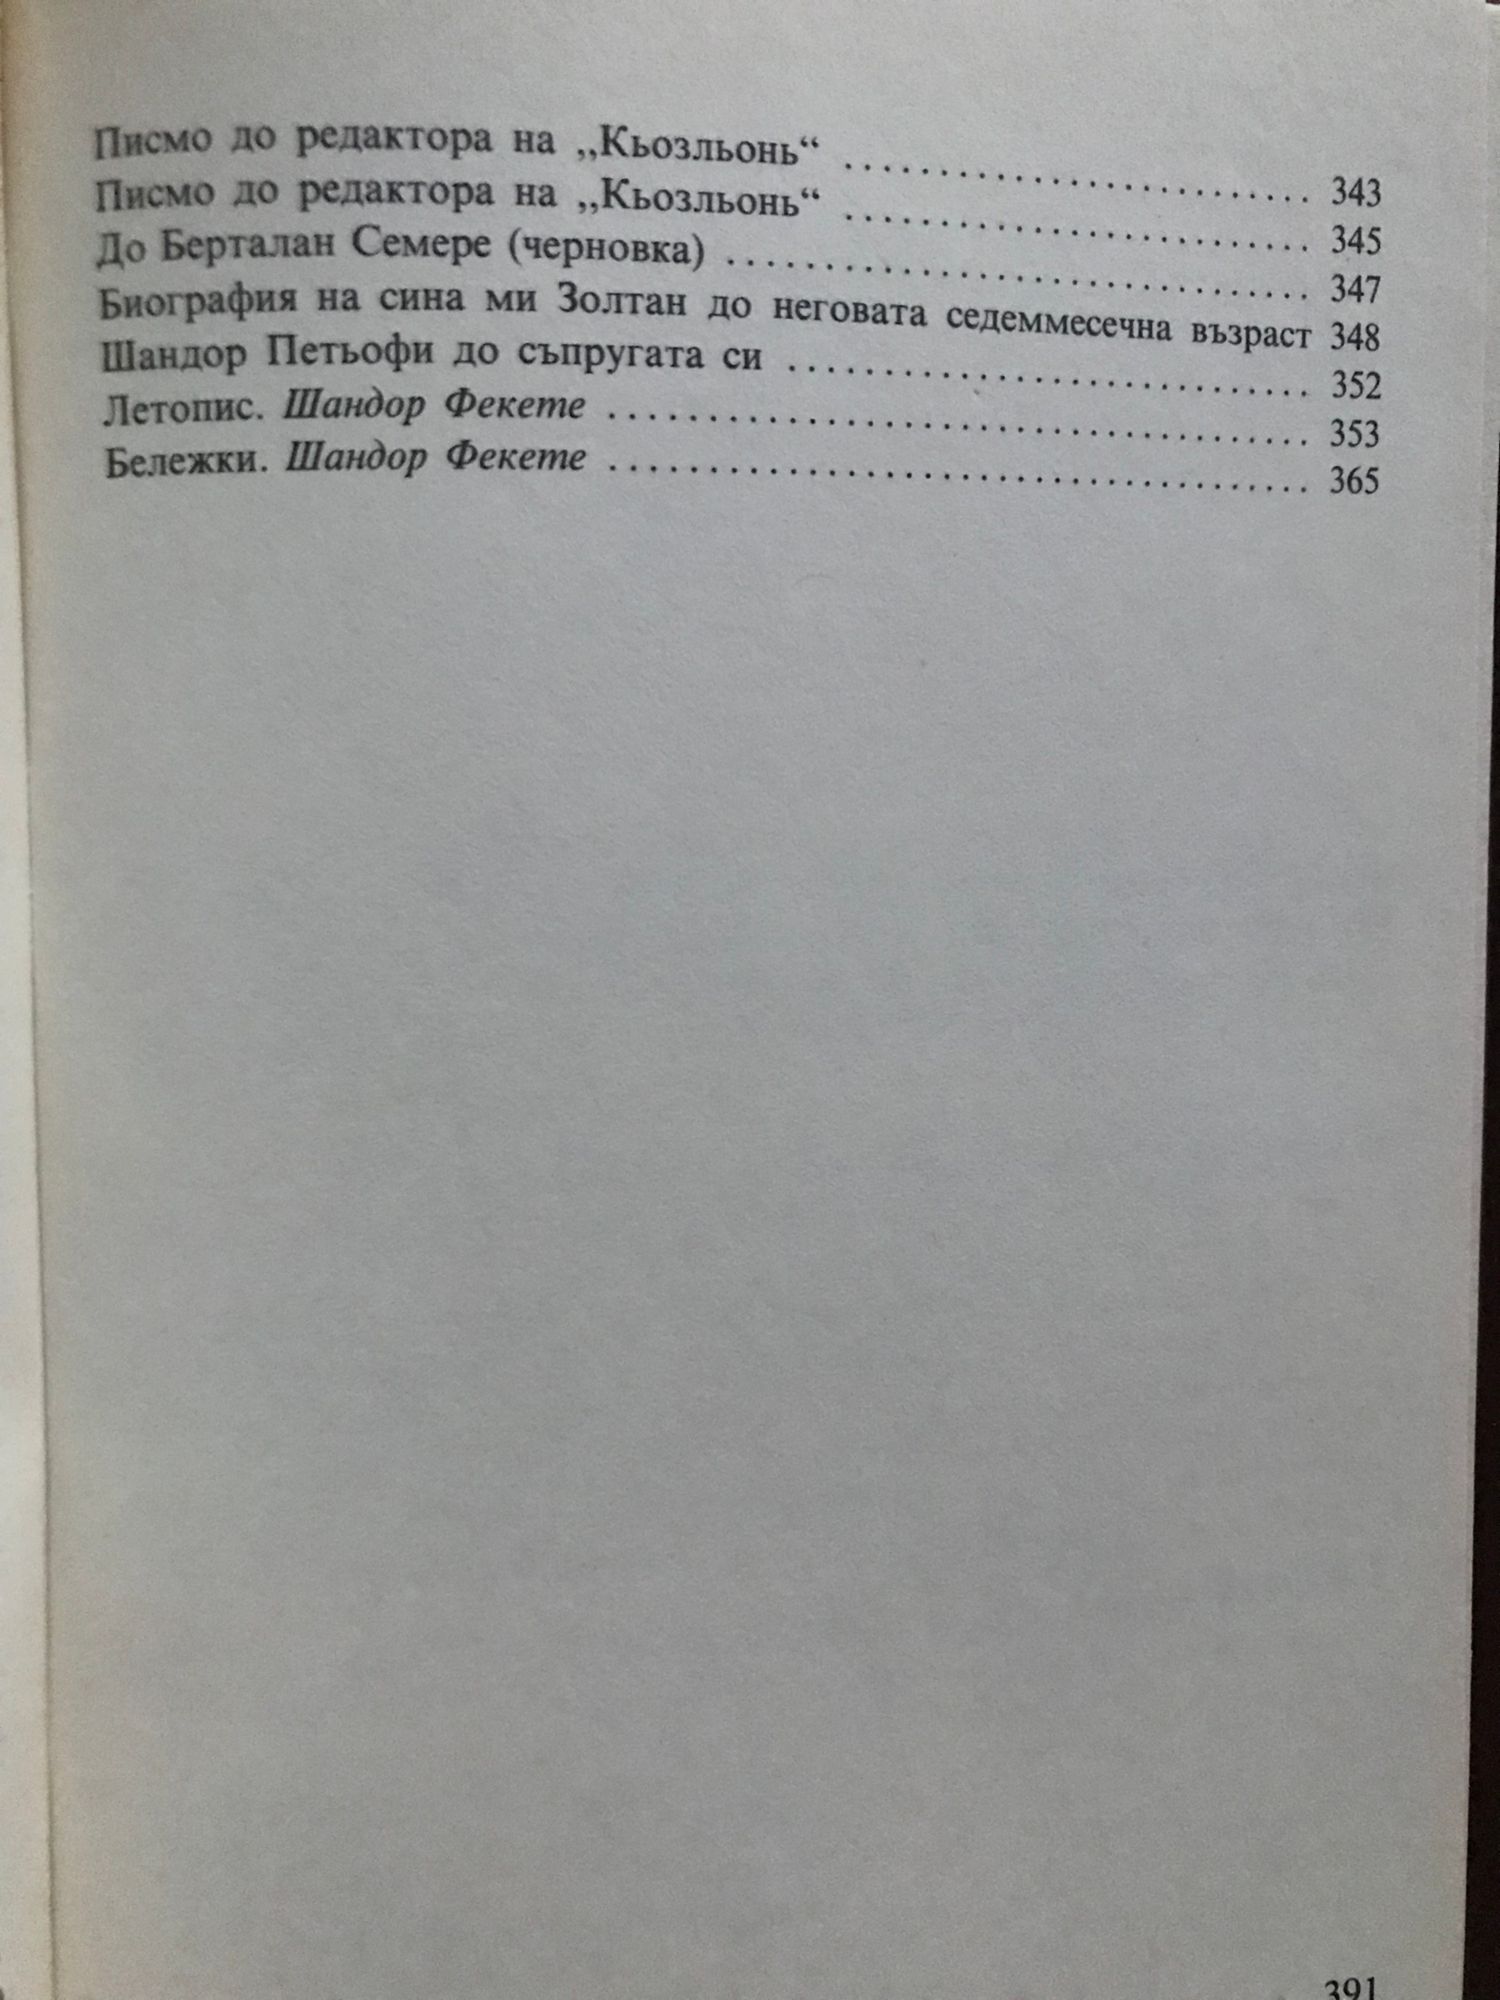 Писмо до редактора на „Кьозльонь“ ........................ 343
Писмо до редактора на „Кьозльонь“ ........................ 345
До Берталан Семере (черновка) .............................. 347
Биография на сина ми Золтан до неговата седеммесечна възраст 348
Шандор Петьофи до съпругата си ........................... 352
Летопис. Шандор Фекете .................................... 353
Бележки. Шандор Фекете .................................... 365
391